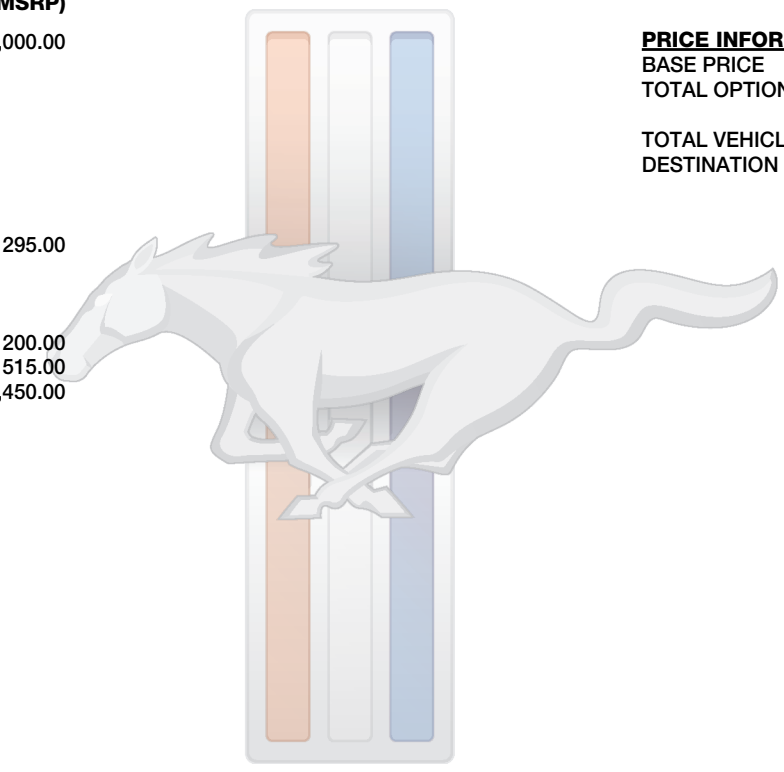 MSRP)
,000.00
295.00
200.00
515.00
,450.00
PRICE INFOR
BASE PRICE
TOTAL OPTION
TOTAL VEHICL
DESTINATION